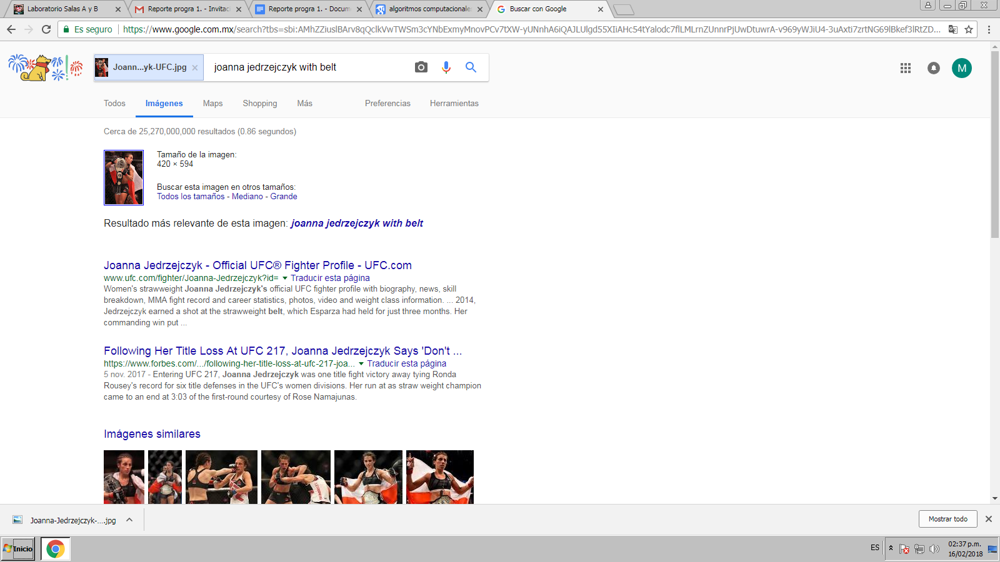 Laboratorio Salas A y B
Reporte progra 1. - Invitac
Reporte progra 1. - Docum
algoritmos computacionale
Buscar con Google
Es seguro
https://www.google.com.mx/search?tbs=sbi:AMhZZiuslBArv8qQclkVwTWSm3cYNbExmyMnovPCv7tXW-yUNnhA6iQAJLUlgd55XIiAHc54tYalodc7flLMLrnZUnnrPjUwDtuwrA-v969yWJiU4-3uAxti7zrtNG69lBkef3lRtZD...
Joann...yk-UFC.jpg
joanna jedrzejczyk with belt
M
Todos
Imágenes
Maps
Shopping
Más
Preferencias
Herramientas
Cerca de 25,270,000,000 resultados (0.86 segundos)
Tamaño de la imagen:
420 × 594
Buscar esta imagen en otros tamaños:
Todos los tamaños - Mediano - Grande
Resultado más relevante de esta imagen: joanna jedrzejczyk with belt
Joanna Jedrzejczyk - Official UFC® Fighter Profile - UFC.com
www.ufc.com/fighter/Joanna-Jedrzejczyk?id= Traducir esta página
Women's strawweight Joanna Jedrzejczyk's official UFC fighter profile with biography, news, skill
breakdown, MMA fight record and career statistics, photos, video and weight class information. ... 2014,
Jedrzejczyk earned a shot at the strawweight belt, which Esparza had held for just three months. Her
commanding win put ...
Following Her Title Loss At UFC 217, Joanna Jedrzejczyk Says 'Don't ...
https://www.forbes.com/.../following-her-title-loss-at-ufc-217-joa... Traducir esta página
5 nov. 2017 - Entering UFC 217, Joanna Jedrzejczyk was one title fight victory away tying Ronda
Rousey's record for six title defenses in the UFC's women divisions. Her run at as straw weight champion
came to an end at 3:03 of the first-round courtesy of Rose Namajunas.
Imágenes similares
Joanna-Jedrzejczyk-....jpg
Mostrar todo
Inicio
ES
02:37 p.m.
16/02/2018